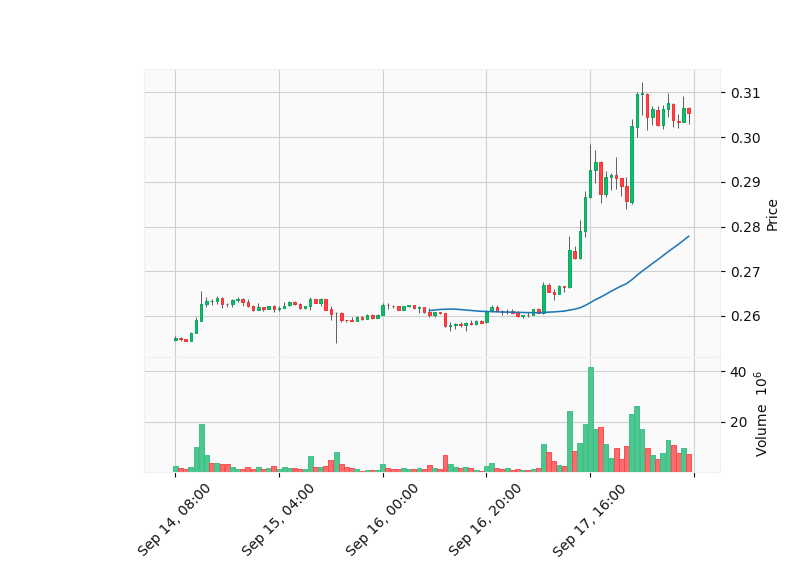 0.31
0.30
0.29
0.28
0.27
0.26
Price
40
20
Volume 10⁶
Sep 14, 08:00
Sep 15, 04:00
Sep 16, 00:00
Sep 16, 20:00
Sep 17, 16:00